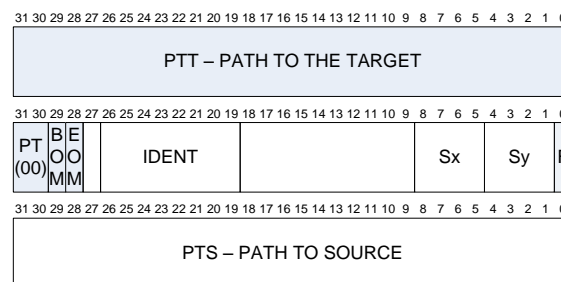 31 30 29 28 27 26 25 24 23 22 21 20 19 18 17 16 15 14 13 12 11 10 9 8 7 6 5 4 3 2 1
PTT – PATH TO THE TARGET
31 30 29 28 27 26 25 24 23 22 21 20 19 18 17 16 15 14 13 12 11 10 9 8 7 6 5 4 3 2 1
PT (00) BOM EOM IDENT Sx Sy
31 30 29 28 27 26 25 24 23 22 21 20 19 18 17 16 15 14 13 12 11 10 9 8 7 6 5 4 3 2 1
PTS – PATH TO SOURCE